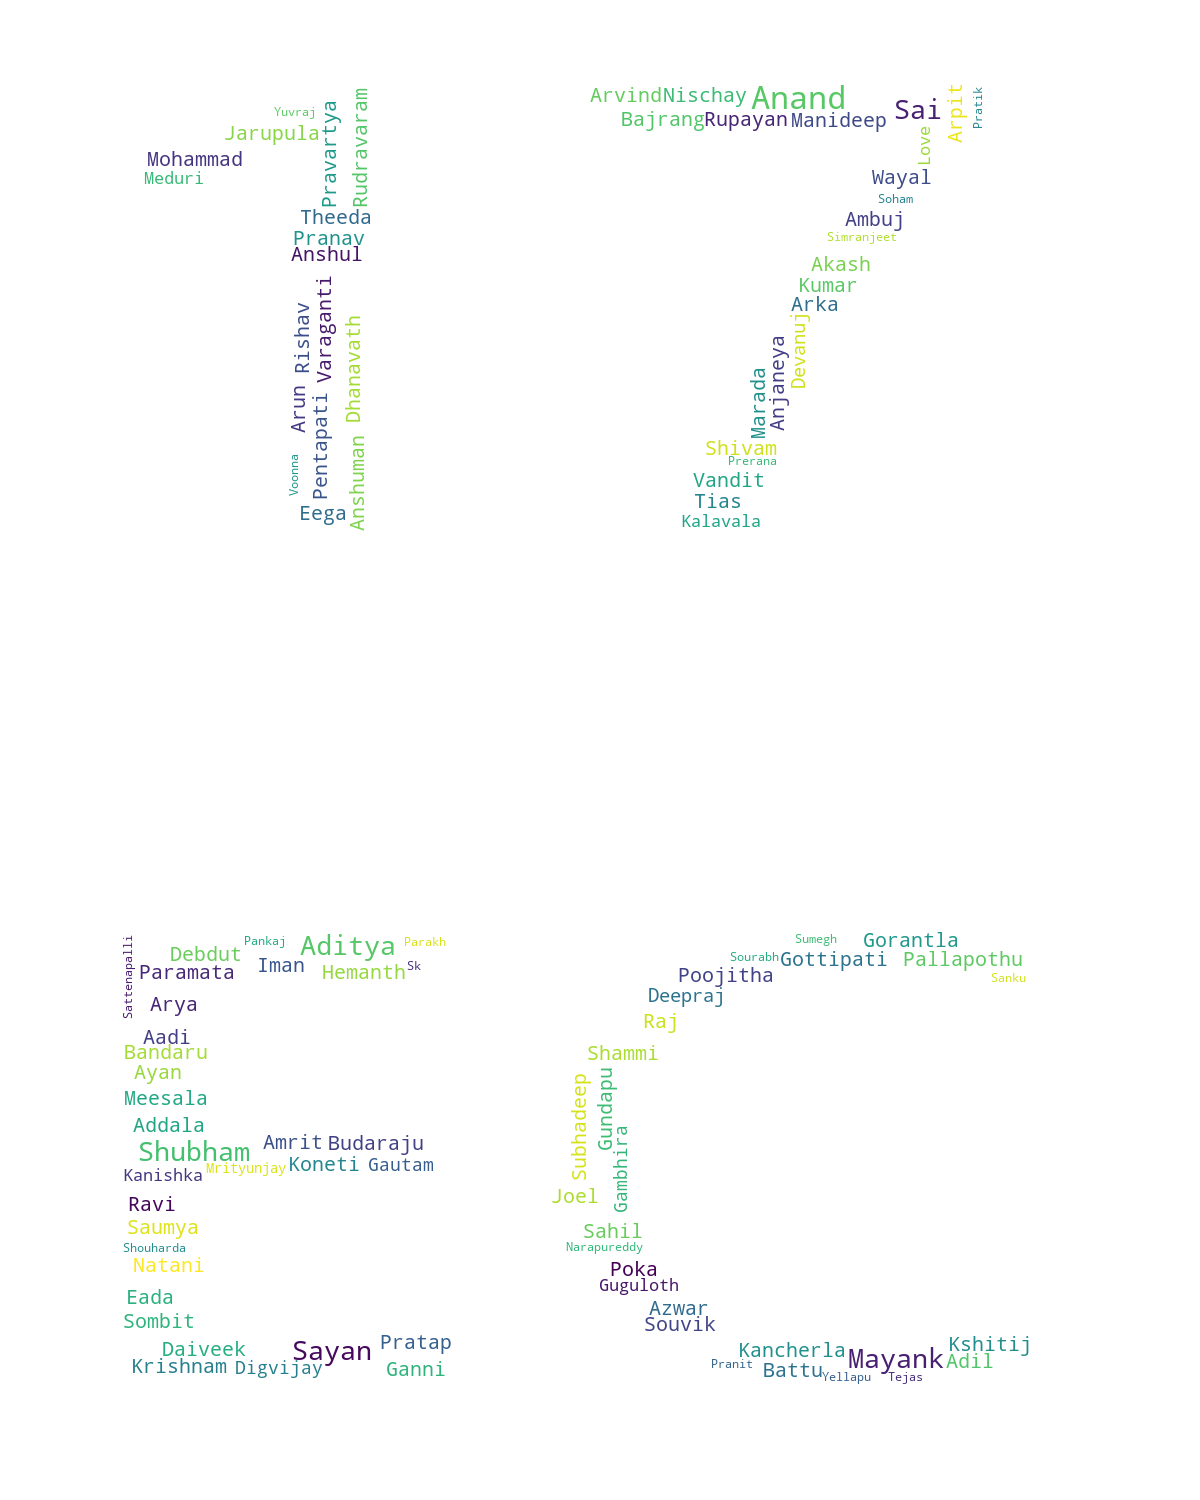 Yuvraj
Jarupula
Mohammad
Meduri
Pravartya
Rudravaram
Theeda
Pranav
Anshul
Rishav
Varaganti
Dhanavath
Arun
Pentapati
Anshuman
Voonna
Eega
Arvind Nischay Anand
Bajrang Rupayan Manideep
Sai
Arpit
Pratik
Love
Wayal
Soham
Ambuj
Simranjeet
Akash
Kumar
Arka
Devanuj
Anjaneya
Marada
Shivam
Prerana
Vandit
Tias
Kalavala
Sattenapalli
Debdut
Pankaj
Aditya
Parakh
Paramata
Iman
Hemanth
Sk
Arya
Aadi
Bandaru
Ayan
Meesala
Addala
Shubham
Amrit Budaraju
Kanishka
Mrityunjay
Koneti Gautam
Ravi
Saumya
Shouharda
Natani
Eada
Sombit
Daiveek
Sayan
Pratap
Krishnam
Digvijay
Ganni
Sumegh
Gorantla
Sourabh
Gottipati
Pallapothu
Poojitha
Sanku
Deepraj
Raj
Shammi
Subhadeep
Gundapu
Gambhira
Joel
Sahil
Narapureddy
Poka
Guguloth
Azwar
Souvik
Kancherla
Mayank
Kshitij
Pranit
Battu
Yellapu
Tejas
Adil